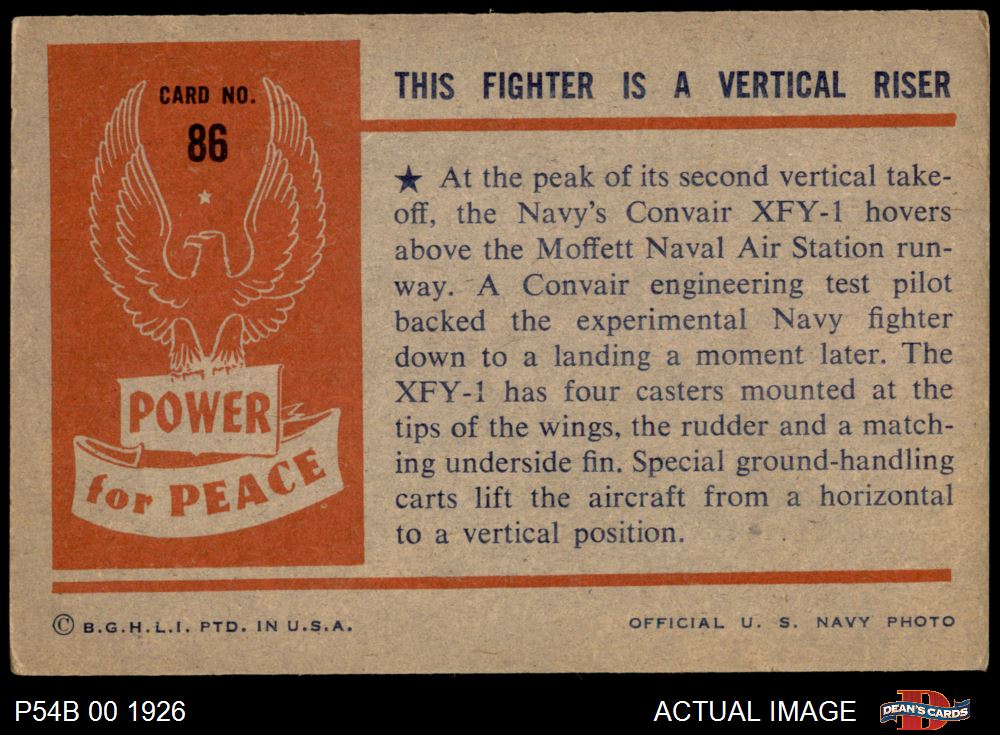 CARD NO.
86
POWER
for PEACE
THIS FIGHTER IS A VERTICAL RISER
★ At the peak of its second vertical take-
off, the Navy's Convair XFY-1 hovers
above the Moffett Naval Air Station run-
way. A Convair engineering test pilot
backed the experimental Navy fighter
down to a landing a moment later. The
XFY-1 has four casters mounted at the
tips of the wings, the rudder and a match-
ing underside fin. Special ground-handling
carts lift the aircraft from a horizontal
to a vertical position.
© B.G.H.L.I. PTD. IN U.S.A.
OFFICIAL U. S. NAVY PHOTO
P54B 00 1926
ACTUAL IMAGE
D
DEAN'S CARDS